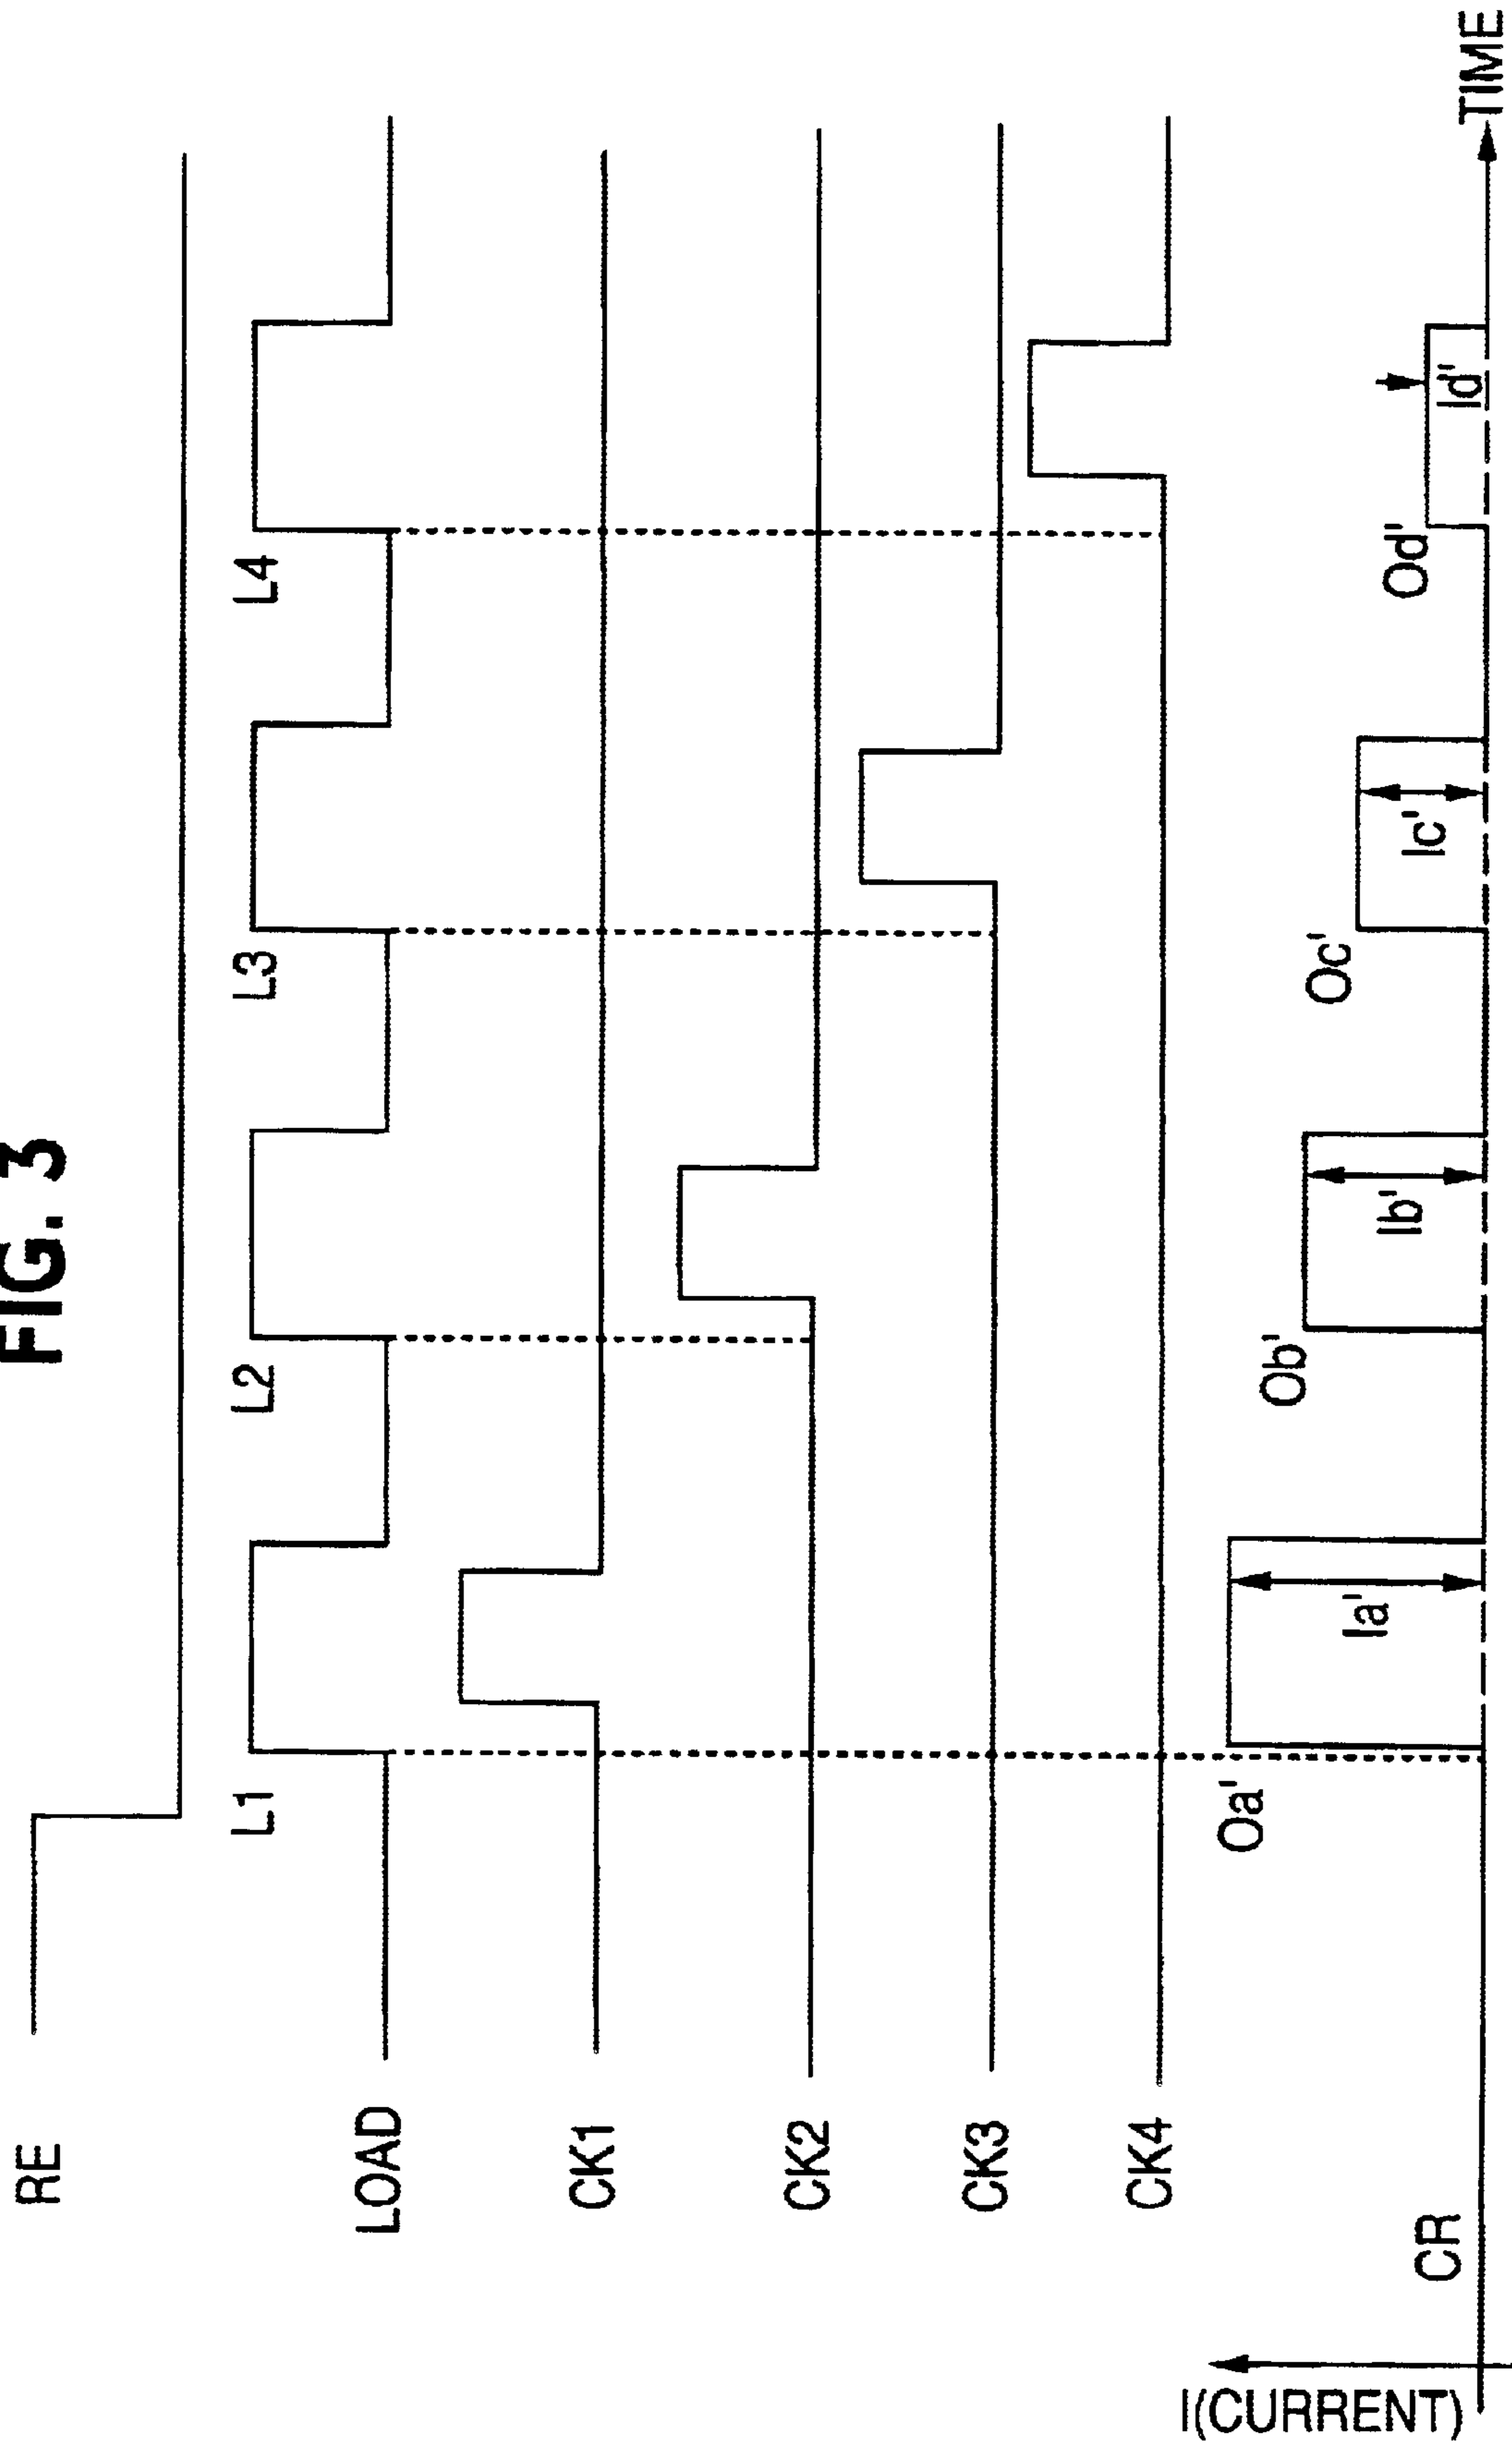 FIG. 3
RE
L1 L2 L3 L4
LOAD
CK1
CK2
CK3
CK4
Oa' Ob' Oc' Od'
Ia' Ib' Ic' Id'
CR
I(CURRENT)
TIME